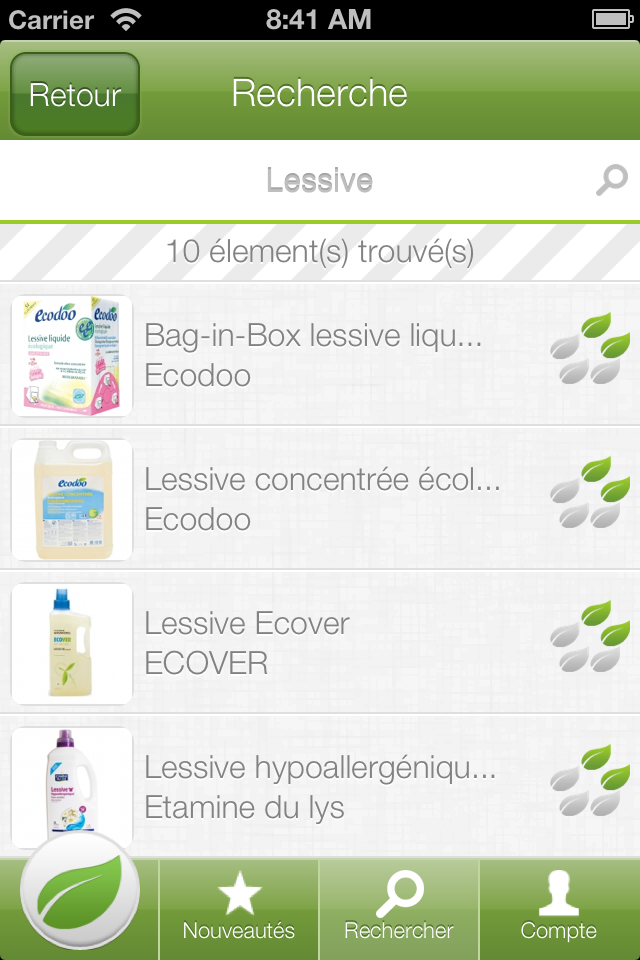 Carrier 8:41 AM
Retour Recherche
Lessive
10 élement(s) trouvé(s)
ecodoo
ecodoo
Lessive liquide
écologique
Bag-in-Box lessive liqu...
Ecodoo
ecodoo
Lessive concentrée écol...
Ecodoo
ECOVER
Lessive Ecover
ECOVER
Lessive
Lessive hypoallergéniqu...
Etamine du lys
Nouveautés Rechercher Compte